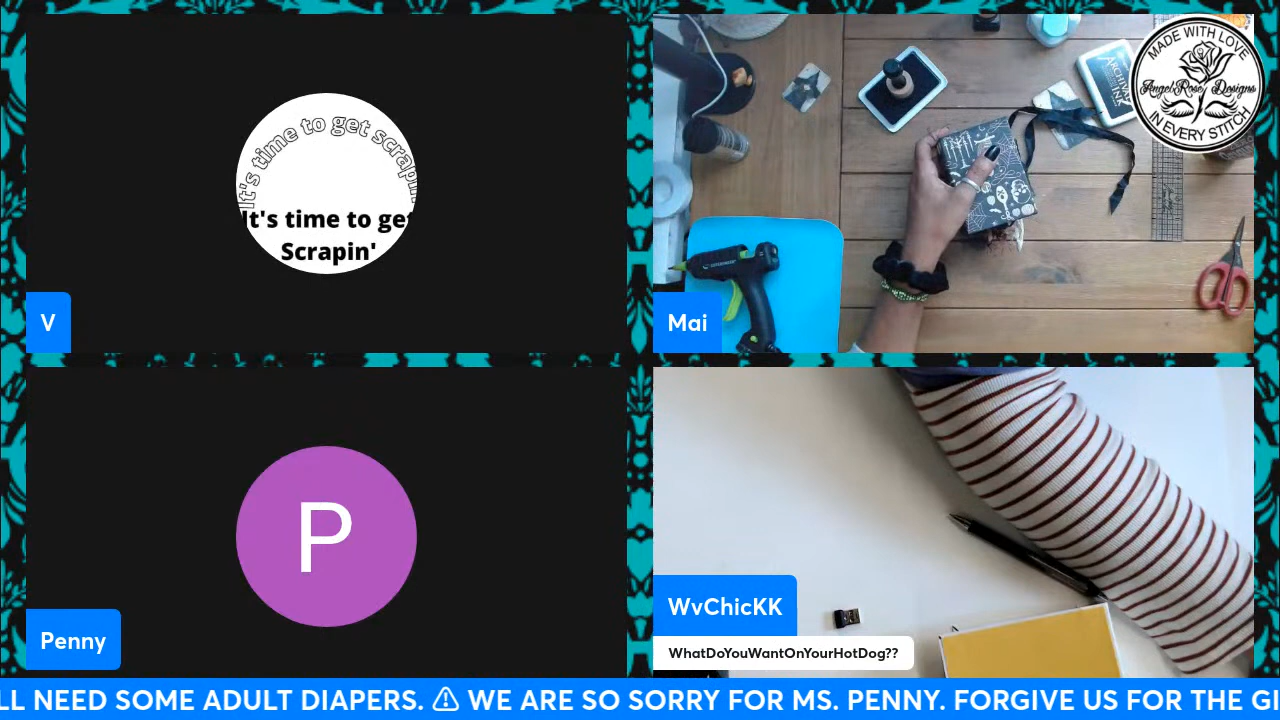 It's time to get scrapin
It's time to get
Scrapin'
V
MADE WITH LOVE
AngelRose Designs
IN EVERY STITCH
ARCHIVAL
INK
Mai
P
Penny
WvChicKK
WhatDoYouWantOnYourHotDog??
LL NEED SOME ADULT DIAPERS. ⚠ WE ARE SO SORRY FOR MS. PENNY. FORGIVE US FOR THE GI